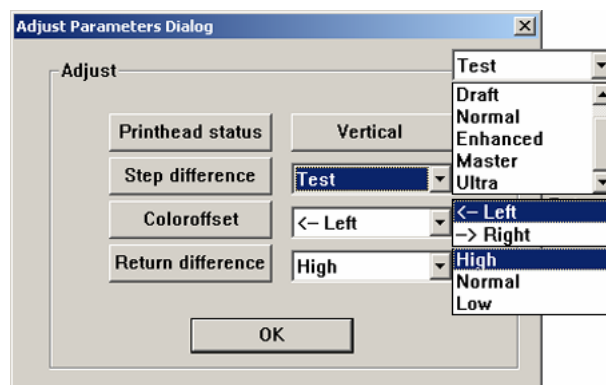 Adjust Parameters Dialog
Adjust
Test
Draft
Normal
Enhanced
Master
Ultra
Printhead status
Vertical
Step difference
Test
Coloroffset
<– Left
<– Left
–> Right
Return difference
High
High
Normal
Low
OK